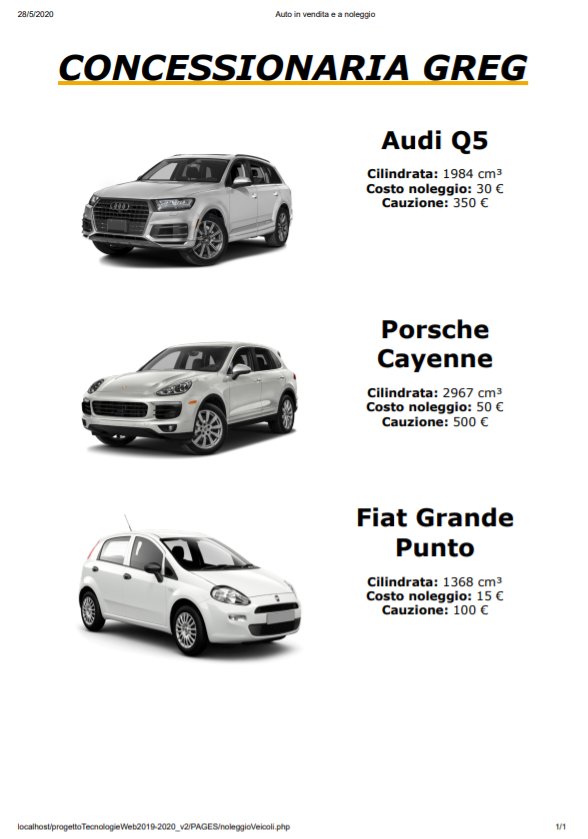 28/5/2020
Auto in vendita e a noleggio
CONCESSIONARIA GREG
Audi Q5
Cilindrata: 1984 cm³
Costo noleggio: 30 €
Cauzione: 350 €
Porsche
Cayenne
Cilindrata: 2967 cm³
Costo noleggio: 50 €
Cauzione: 500 €
Fiat Grande
Punto
Cilindrata: 1368 cm³
Costo noleggio: 15 €
Cauzione: 100 €
localhost/progettoTecnologieWeb2019-2020_v2/PAGES/noleggioVeicoli.php
1/1